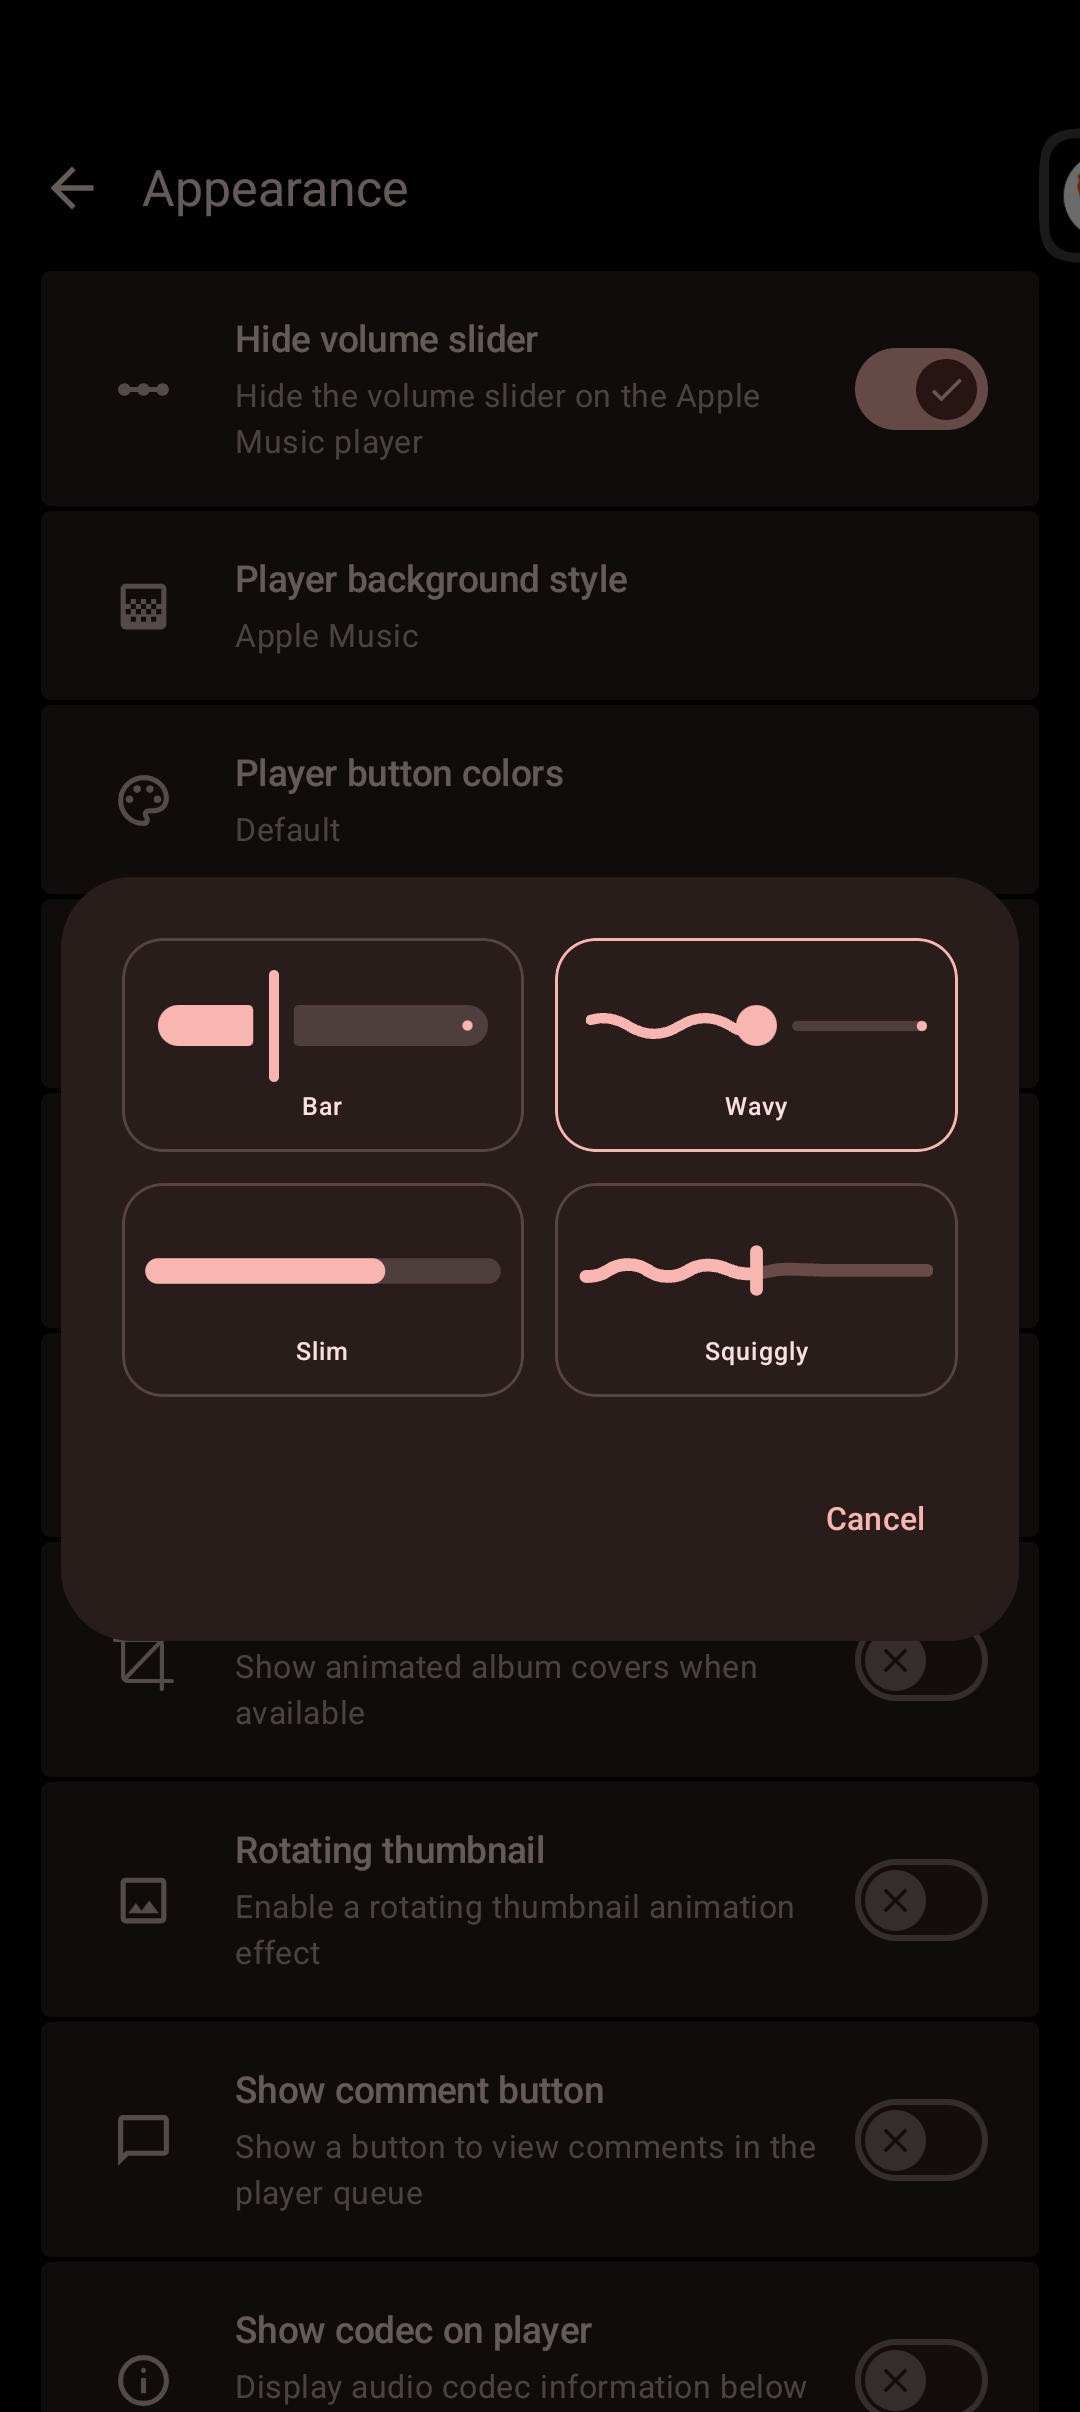 Appearance
Hide volume slider
Hide the volume slider on the Apple
Music player
Player background style
Apple Music
Player button colors
Default
Bar
Wavy
Slim
Squiggly
Cancel
Show animated album covers when
available
Rotating thumbnail
Enable a rotating thumbnail animation
effect
Show comment button
Show a button to view comments in the
player queue
Show codec on player
Display audio codec information below